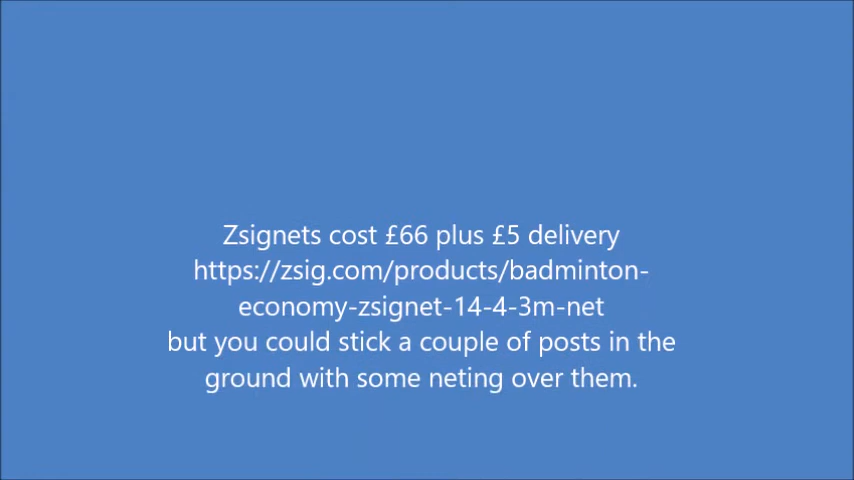 Zsignets cost £66 plus £5 delivery
https://zsig.com/products/badminton-
economy-zsignet-14-4-3m-net
but you could stick a couple of posts in the
ground with some neting over them.